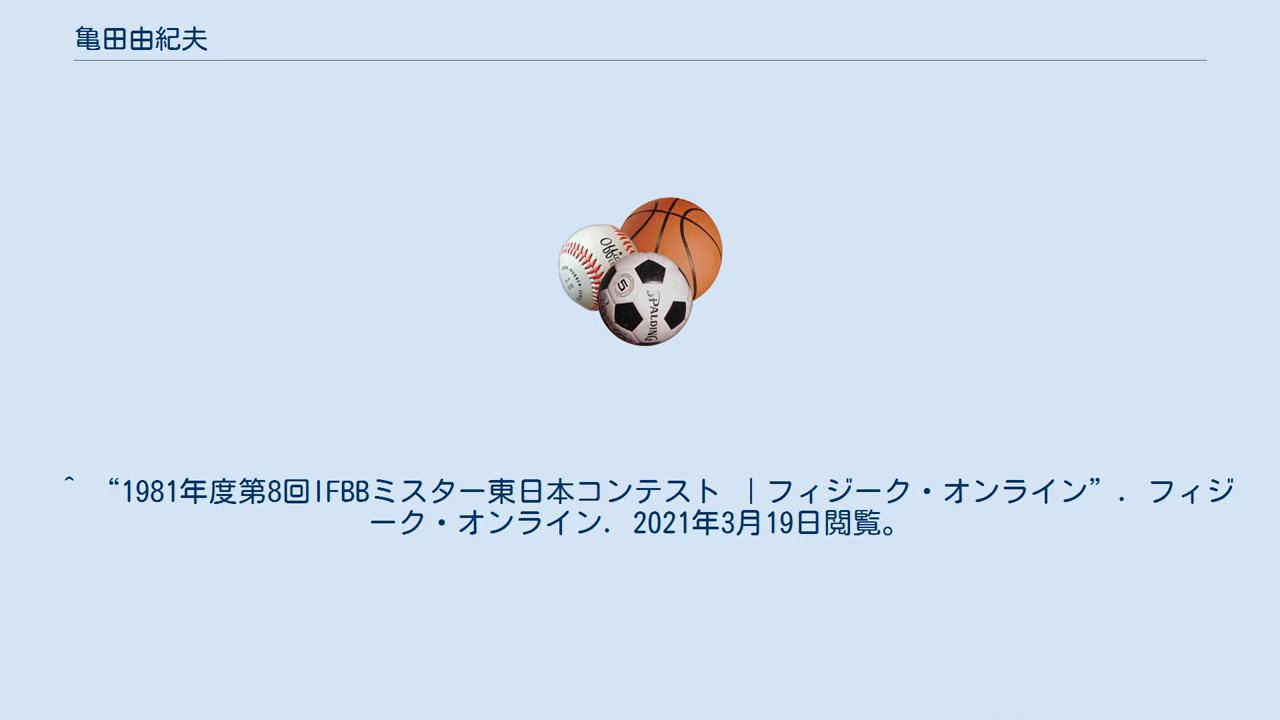 亀田由紀夫
Offic
5
SPALDING
^ “1981年度第8回IFBBミスター東日本コンテスト ｜フィジーク・オンライン”. フィジ
ーク・オンライン. 2021年3月19日閲覧。